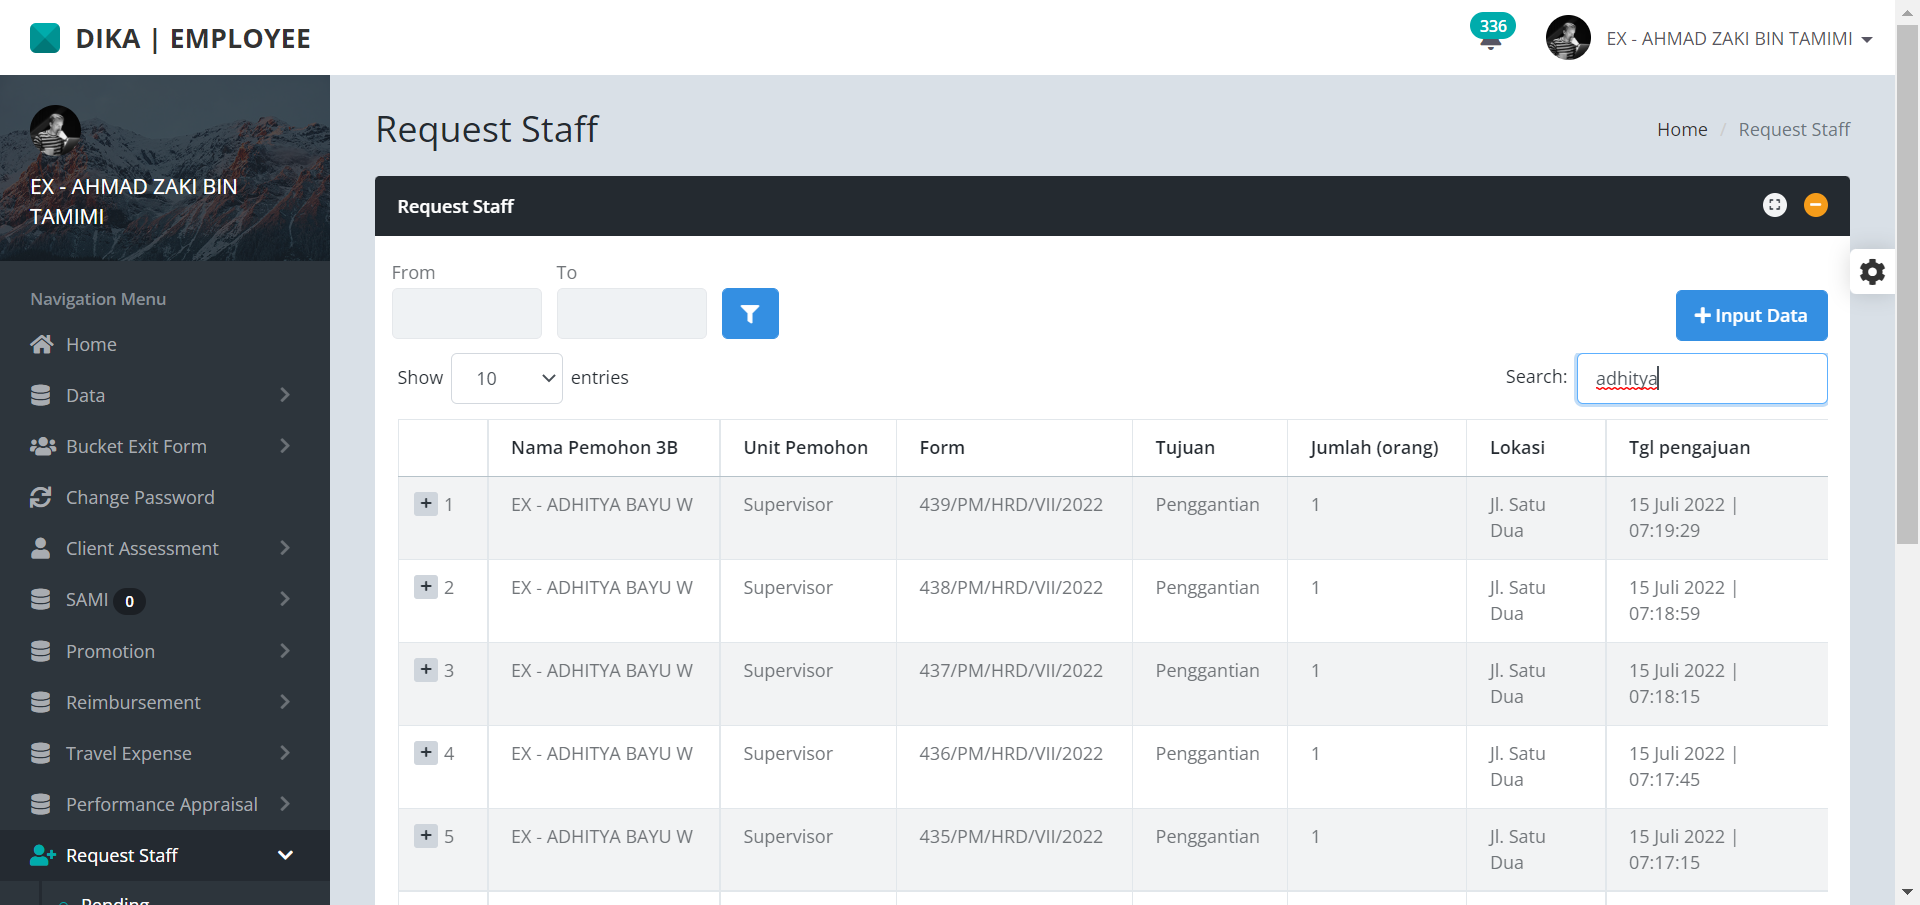 DIKA | EMPLOYEE
336
EX - AHMAD ZAKI BIN TAMIMI
EX - AHMAD ZAKI BIN
TAMIMI
Navigation Menu
Home
Data
Bucket Exit Form
Change Password
Client Assessment
SAMI 0
Promotion
Reimbursement
Travel Expense
Performance Appraisal
Request Staff
Pending
Request Staff
Home / Request Staff
Request Staff
From
To
Input Data
Show 10 entries
Search: adhitya
Nama Pemohon 3B Unit Pemohon Form Tujuan Jumlah (orang) Lokasi Tgl pengajuan
1 EX - ADHITYA BAYU W Supervisor 439/PM/HRD/VII/2022 Penggantian 1 Jl. Satu 15 Juli 2022 |
Dua 07:19:29
2 EX - ADHITYA BAYU W Supervisor 438/PM/HRD/VII/2022 Penggantian 1 Jl. Satu 15 Juli 2022 |
Dua 07:18:59
3 EX - ADHITYA BAYU W Supervisor 437/PM/HRD/VII/2022 Penggantian 1 Jl. Satu 15 Juli 2022 |
Dua 07:18:15
4 EX - ADHITYA BAYU W Supervisor 436/PM/HRD/VII/2022 Penggantian 1 Jl. Satu 15 Juli 2022 |
Dua 07:17:45
5 EX - ADHITYA BAYU W Supervisor 435/PM/HRD/VII/2022 Penggantian 1 Jl. Satu 15 Juli 2022 |
Dua 07:17:15